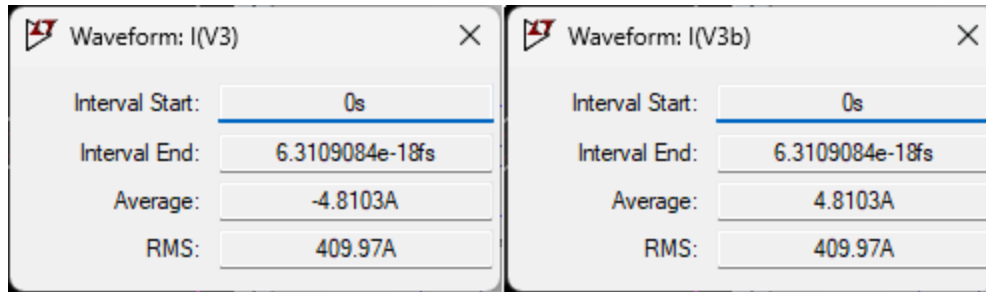 Waveform: I(V3)
Interval Start: 0s
Interval End: 6.3109084e-18fs
Average: -4.8103A
RMS: 409.97A
Waveform: I(V3b)
Interval Start: 0s
Interval End: 6.3109084e-18fs
Average: 4.8103A
RMS: 409.97A